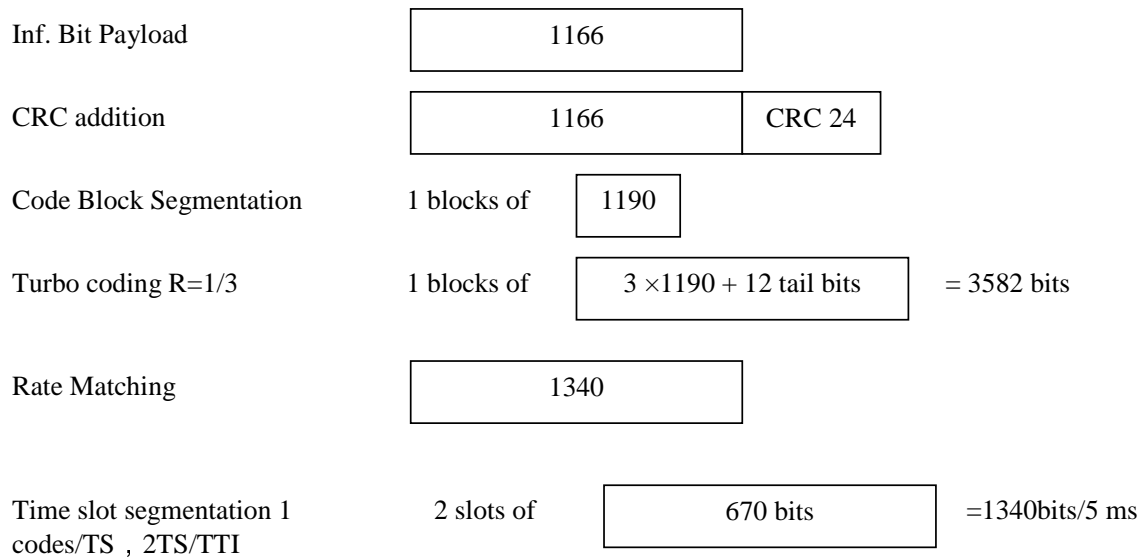 Inf. Bit Payload 1166
CRC addition 1166 CRC 24
Code Block Segmentation 1 blocks of 1190
Turbo coding R=1/3 1 blocks of 3 ×1190 + 12 tail bits = 3582 bits
Rate Matching 1340
Time slot segmentation 1 2 slots of 670 bits =1340bits/5 ms
codes/TS , 2TS/TTI